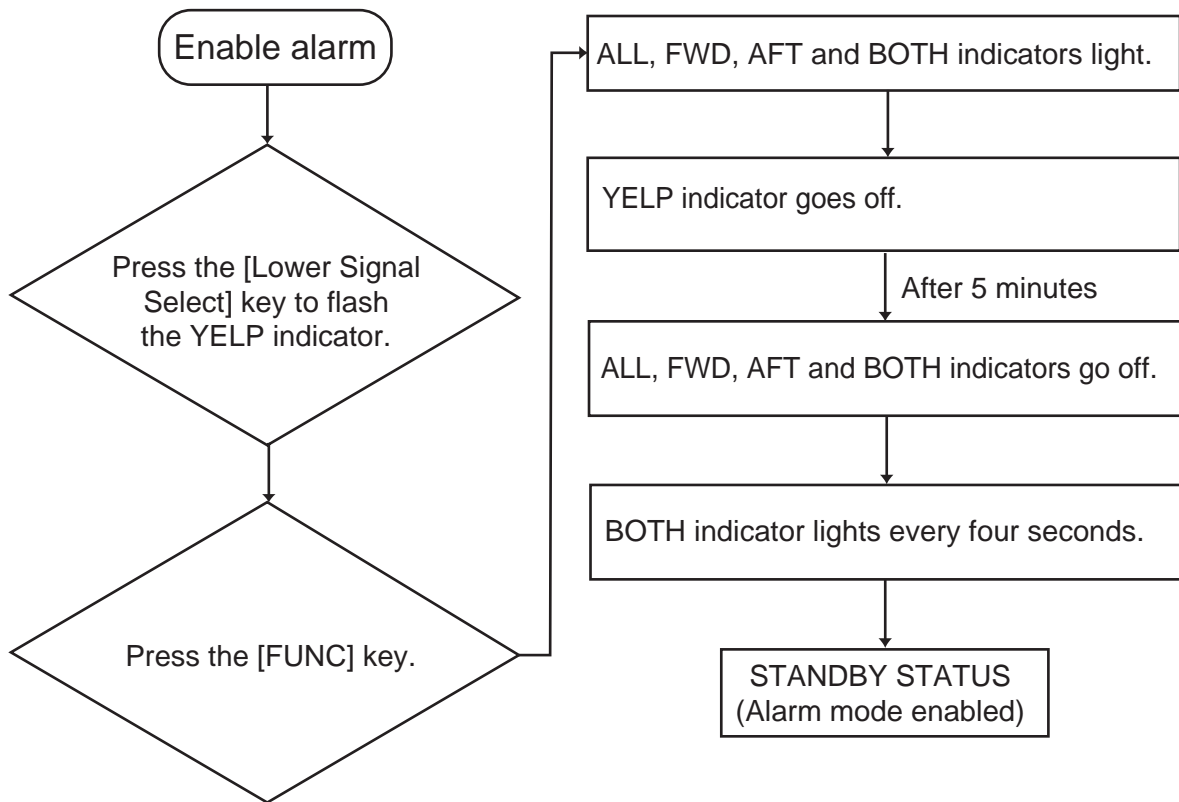 Enable alarm
Press the [Lower Signal
Select] key to flash
the YELP indicator.
Press the [FUNC] key.
ALL, FWD, AFT and BOTH indicators light.
YELP indicator goes off.
After 5 minutes
ALL, FWD, AFT and BOTH indicators go off.
BOTH indicator lights every four seconds.
STANDBY STATUS
(Alarm mode enabled)